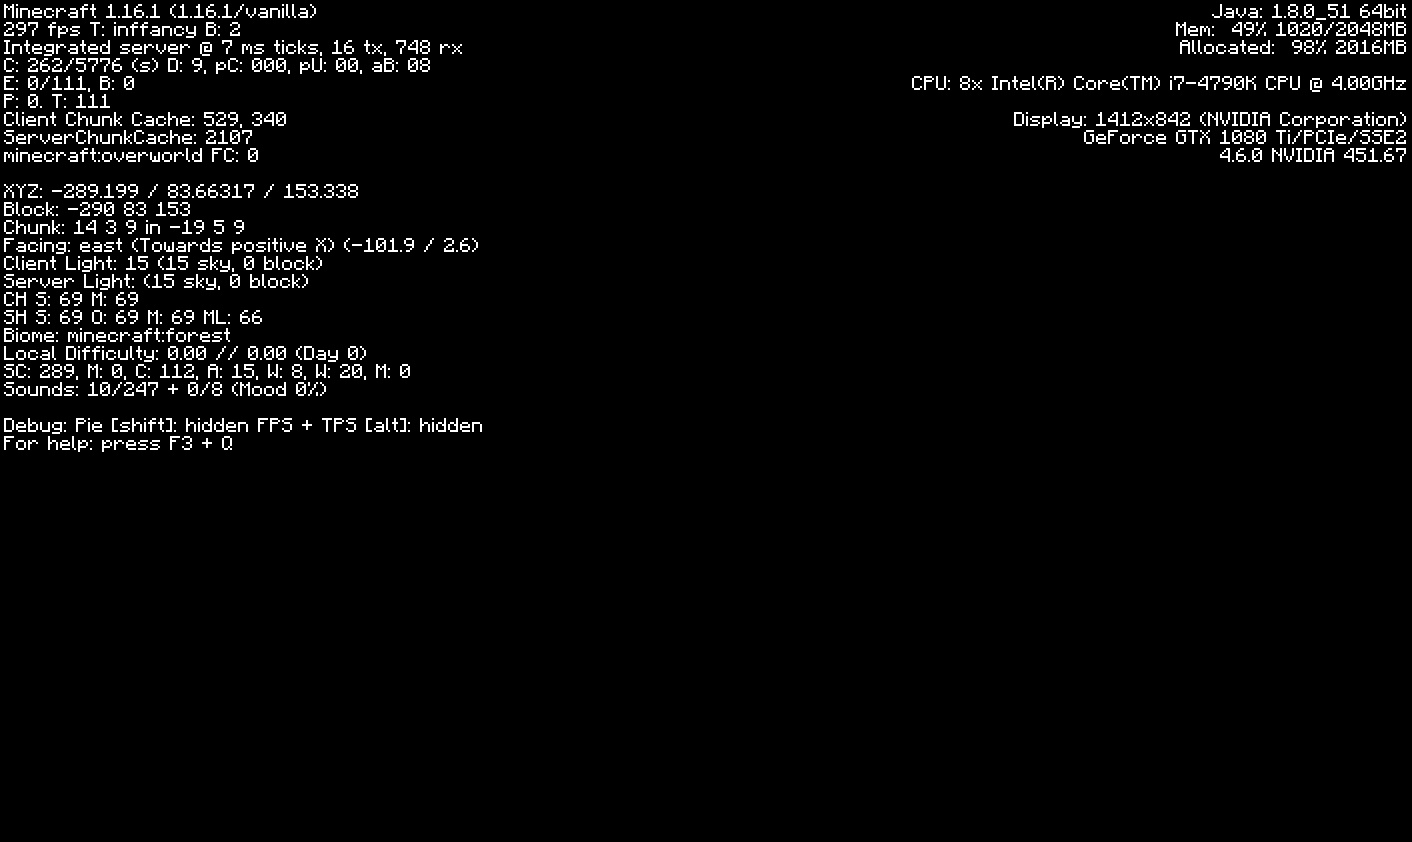 Minecraft 1.16.1 (1.16.1/vanilla)
297 fps T: inffancy B: 2
Integrated server @ 7 ms ticks, 16 tx, 748 rx
C: 262/5776 (s) D: 9, pC: 000, pU: 00, aB: 08
E: 0/111, B: 0
P: 0. T: 111
Client Chunk Cache: 529, 340
ServerChunkCache: 2107
minecraft:overworld FC: 0
XYZ: -289.199 / 83.66317 / 153.338
Block: -290 83 153
Chunk: 14 3 9 in -19 5 9
Facing: east (Towards positive X) (-101.9 / 2.6)
Client Light: 15 (15 sky, 0 block)
Server Light: (15 sky, 0 block)
CH S: 69 M: 69
SH S: 69 O: 69 M: 69 ML: 66
Biome: minecraft:forest
Local Difficulty: 0.00 // 0.00 (Day 0)
SC: 289, M: 0, C: 112, A: 15, W: 8, W: 20, M: 0
Sounds: 10/247 + 0/8 (Mood 0%)
Debug: Pie [shift]: hidden FPS + TPS [alt]: hidden
For help: press F3 + Q
Java: 1.8.0_51 64bit
Mem: 49% 1020/2048MB
Allocated: 98% 2016MB
CPU: 8x Intel(R) Core(TM) i7-4790K CPU @ 4.00GHz
Display: 1412x842 (NVIDIA Corporation)
GeForce GTX 1080 Ti/PCIe/SSE2
4.6.0 NVIDIA 451.67